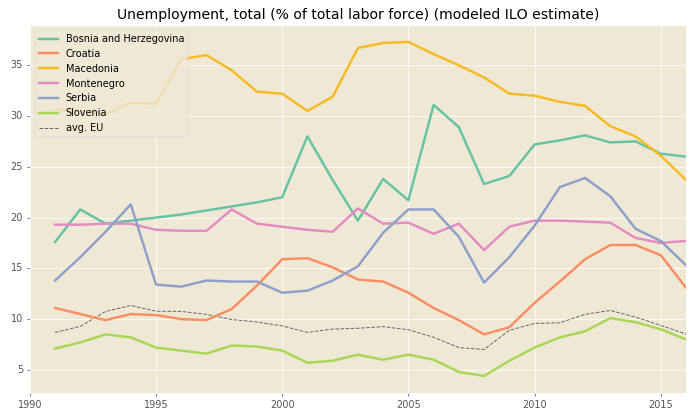 Unemployment, total (% of total labor force) (modeled ILO estimate)
Bosnia and Herzegovina
Croatia
Macedonia
Montenegro
Serbia
Slovenia
avg. EU
35
30
25
20
15
10
5
1990
1995
2000
2005
2010
2015